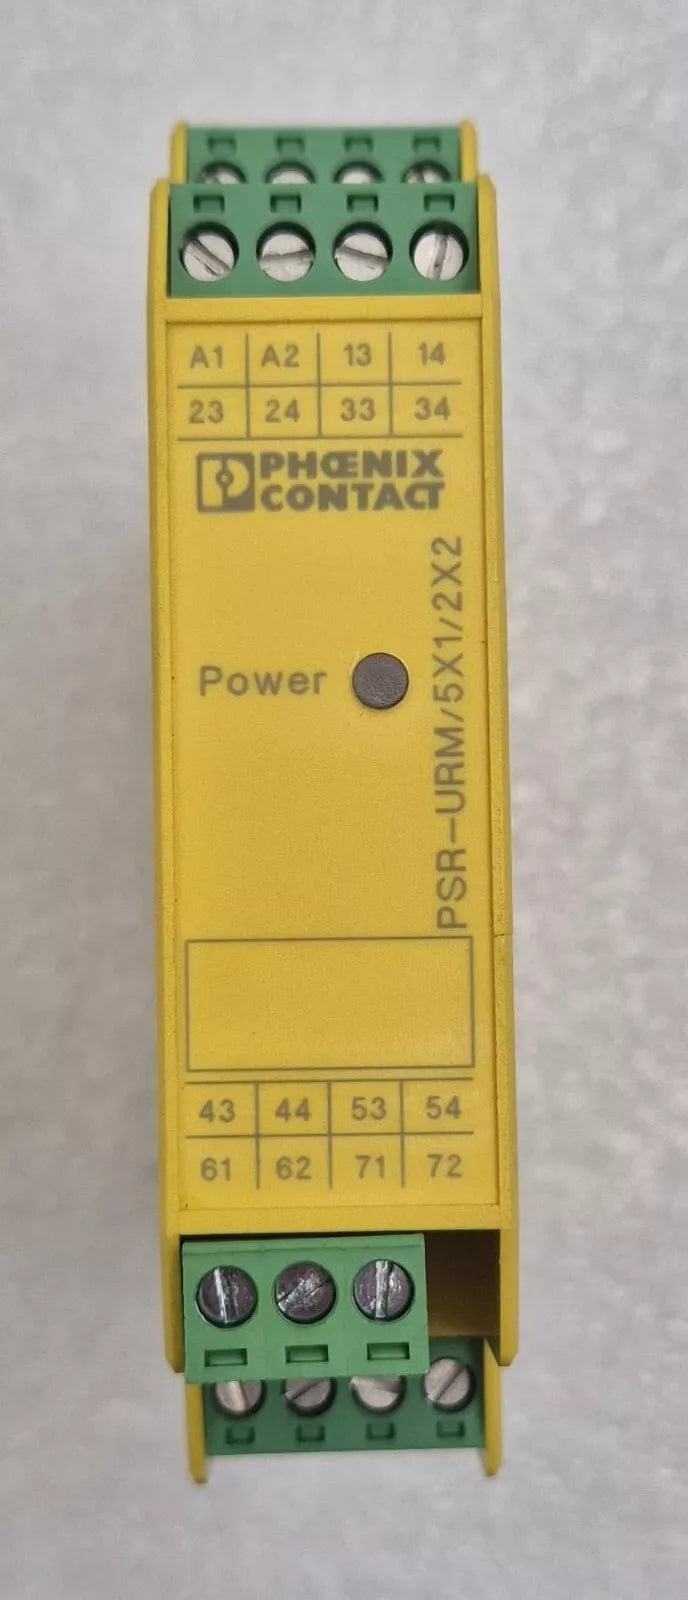 A1 A2 13 14
23 24 33 34
PHŒNIX
CONTACT
Power
PSR-URM/5X1/2X2
43 44 53 54
61 62 71 72